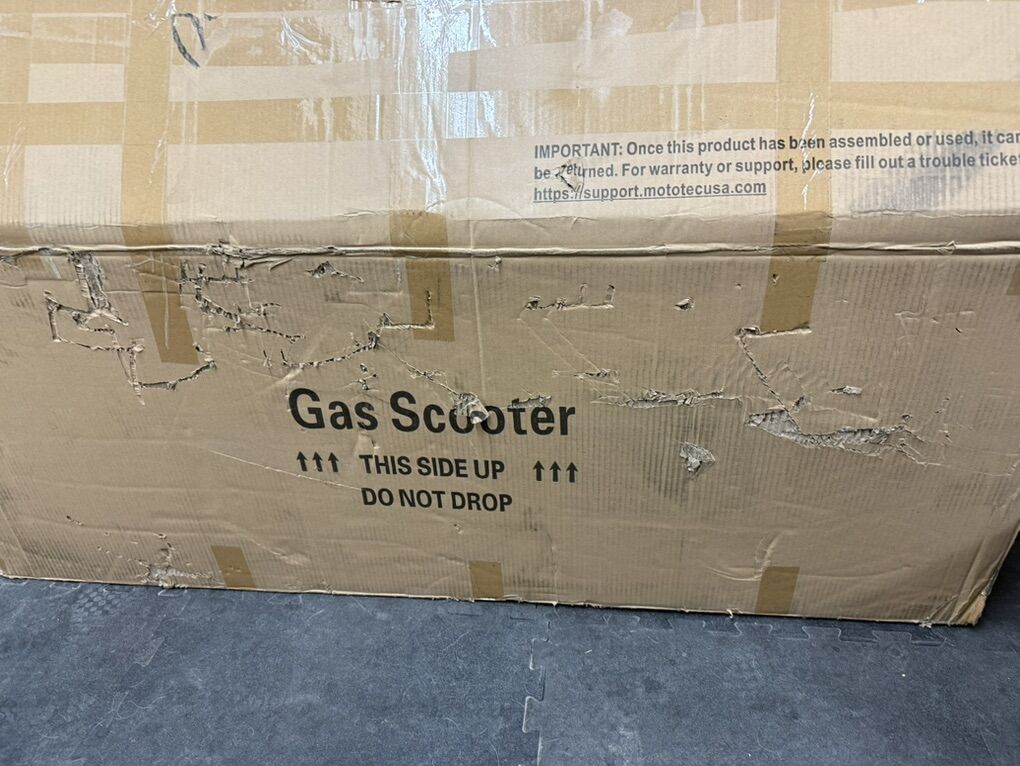 IMPORTANT: Once this product has been assembled or used, it can
be returned. For warranty or support, please fill out a trouble ticket
https://support.mototecusa.com
Gas Scooter
↑↑↑ THIS SIDE UP ↑↑↑
DO NOT DROP